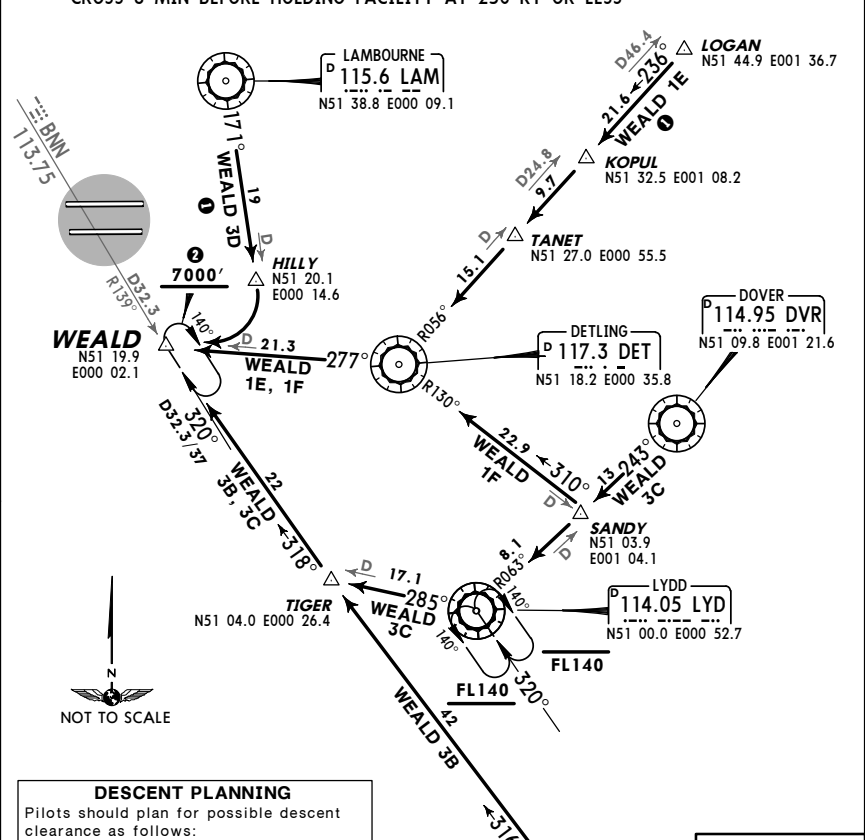 CROSS 8 MIN BEFORE HOLDING FACILITY AT 250 KT OR LESS
LAMBOURNE
D 115.6 LAM
N51 38.8 E000 09.1
LOGAN
N51 44.9 E001 36.7
D46.4
236°
21.6
WEALD 1E
1
KOPUL
N51 32.5 E001 08.2
D24.8
9.7
TANET
N51 27.0 E000 55.5
D
15.1
R056°
BNN
113.75
171°
19
WEALD 3D
1
D
HILLY
N51 20.1
E000 14.6
2
7000'
D32.3
R139°
140°
WEALD
N51 19.9
E000 02.1
D
21.3
277°
WEALD
1E, 1F
DETLING
D 117.3 DET
N51 18.2 E000 35.8
DOVER
D 114.95 DVR
N51 09.8 E001 21.6
R130°
22.9
310°
WEALD
1F
D
243°
13
WEALD
3C
SANDY
N51 03.9
E001 04.1
D32.3/37
320°
22
WEALD
3B, 3C
318°
8.1
R063°
D
TIGER
N51 04.0 E000 26.4
D
17.1
285°
WEALD
3C
140°
140°
LYDD
D 114.05 LYD
N51 00.0 E000 52.7
FL140
FL140
320°
42
WEALD 3B
316
N
NOT TO SCALE
DESCENT PLANNING
Pilots should plan for possible descent
clearance as follows: